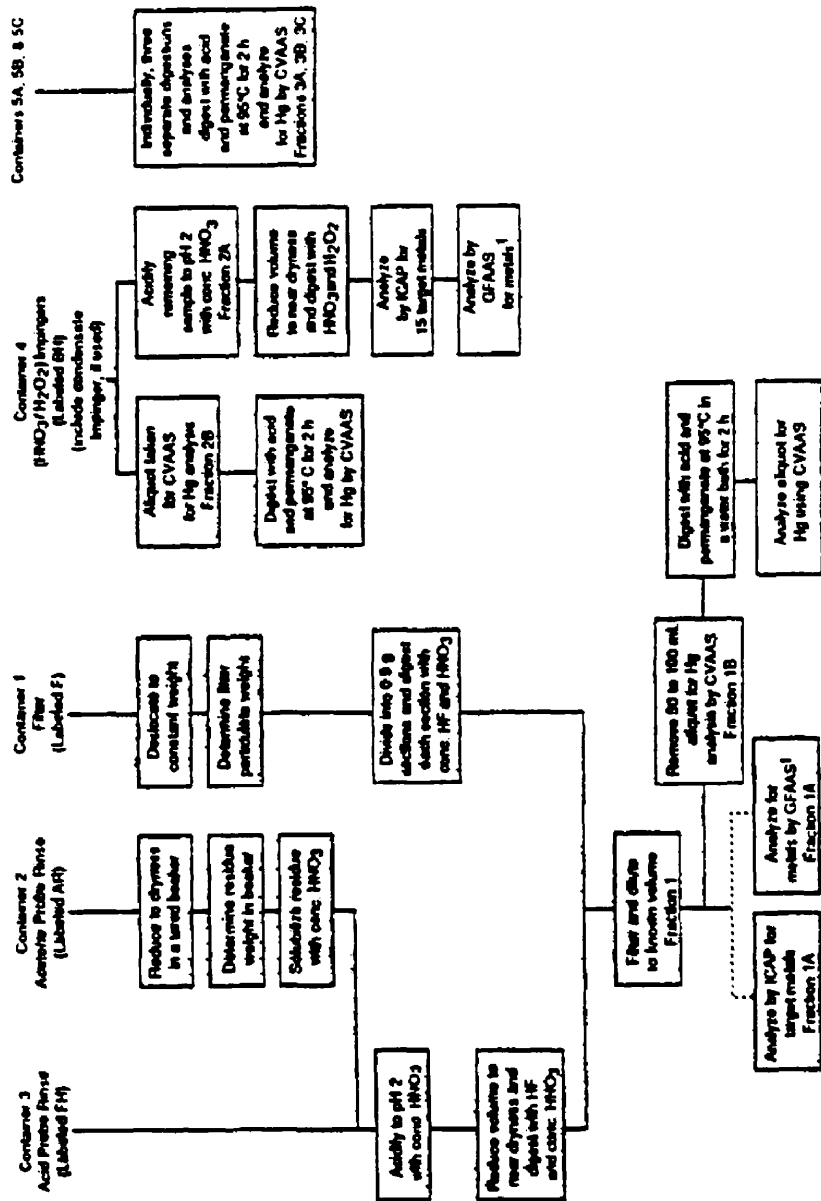 Container 3
Acid Probe Rinse
(Labeled FH)
Acidify to pH 2
with conc HNO3
Reduce volume to
near dryness and
digest with HF
and conc HNO3
Container 2
Acetone Probe Rinse
(Labeled AR)
Reduce to dryness
in a tared beaker
Determine residue
weight in beaker
Solubilize residue
with conc HNO3
Container 1
Filter
(Labeled F)
Desiccate to
constant weight
Determine filter
particulate weight
Divide into 0.5 g
sections and digest
each section with
conc HF and HNO3
Filter and dilute
to known volume
Fraction 1
Analyze by ICAP for
target metals
Fraction 1A
Analyze for
metals by GFAAS1
Fraction 1A
Remove 50 to 100 mL
aliquot for Hg
analysis by CVAAS
Fraction 1B
Digest with acid and
permanganate at 95°C in
a water bath for 2 h
Analyze aliquot for
Hg using CVAAS
Container 4
(HNO3/H2O2) Impingers
(Labeled BH)
(include condensate
impinger, if used)
Aliquot taken
for CVAAS
for Hg analysis
Fraction 2B
Digest with acid
and permanganate
at 95° C for 2 h
and analyze
for Hg by CVAAS
Acidify
remaining
sample to pH 2
with conc HNO3
Fraction 2A
Reduce volume
to near dryness
and digest with
HNO3 and H2O2
Analyze
by ICAP for
15 target metals
Analyze by
GFAAS
for metals1
Containers 5A, 5B, & 5C
Individually, three
separate digestions
and analyses
digest with acid
and permanganate
at 95°C for 2 h
and analyze
for Hg by CVAAS
Fractions 3A, 3B, 3C